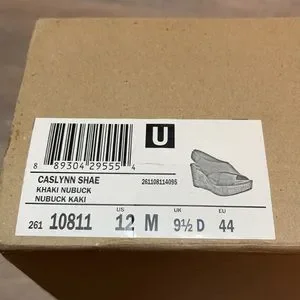 U
8 89304 29555 4
CASLYNN SHAE
KHAKI NUBUCK
NUBUCK KAKI
261108114095
US UK EU
261 10811 12 M 9½ D 44